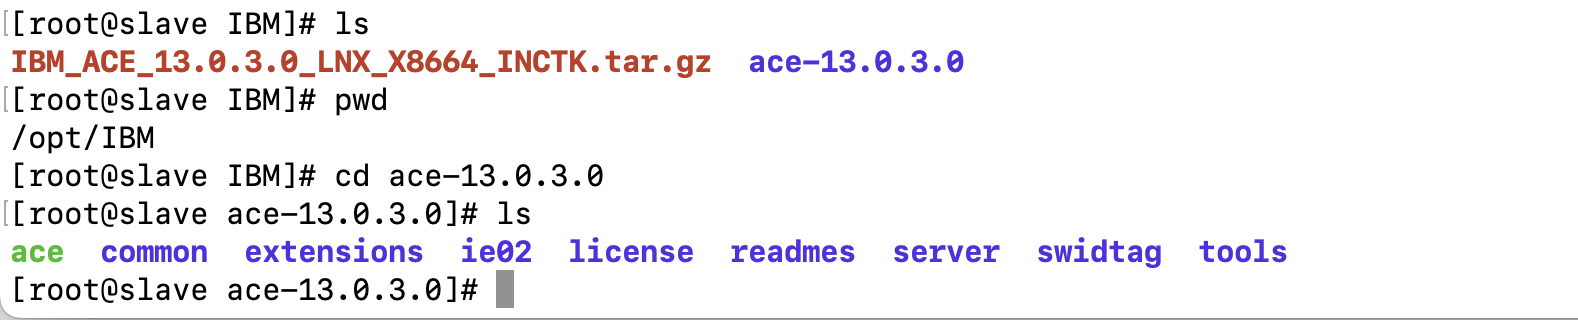 [root@slave IBM]# ls
IBM_ACE_13.0.3.0_LNX_X8664_INCTK.tar.gz  ace-13.0.3.0
[root@slave IBM]# pwd
/opt/IBM
[root@slave IBM]# cd ace-13.0.3.0
[root@slave ace-13.0.3.0]# ls
ace  common  extensions  ie02  license  readmes  server  swidtag  tools
[root@slave ace-13.0.3.0]#